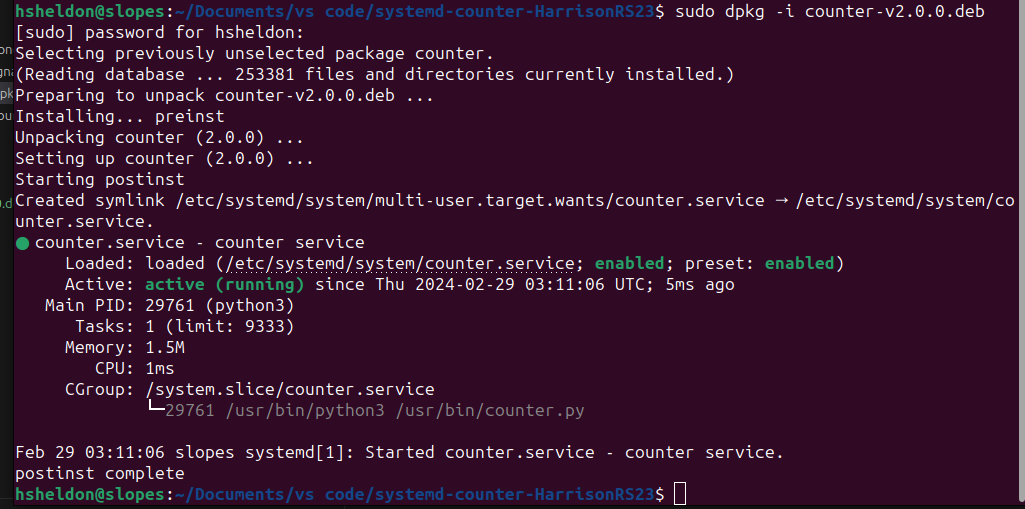 hsheldon@slopes:~/Documents/vs code/systemd-counter-HarrisonRS23$ sudo dpkg -i counter-v2.0.0.deb
[sudo] password for hsheldon:
Selecting previously unselected package counter.
(Reading database ... 253381 files and directories currently installed.)
Preparing to unpack counter-v2.0.0.deb ...
Installing... preinst
Unpacking counter (2.0.0) ...
Setting up counter (2.0.0) ...
Starting postinst
Created symlink /etc/systemd/system/multi-user.target.wants/counter.service → /etc/systemd/system/co
unter.service.
● counter.service - counter service
Loaded: loaded (/etc/systemd/system/counter.service; enabled; preset: enabled)
Active: active (running) since Thu 2024-02-29 03:11:06 UTC; 5ms ago
Main PID: 29761 (python3)
Tasks: 1 (limit: 9333)
Memory: 1.5M
CPU: 1ms
CGroup: /system.slice/counter.service
└─29761 /usr/bin/python3 /usr/bin/counter.py
Feb 29 03:11:06 slopes systemd[1]: Started counter.service - counter service.
postinst complete
hsheldon@slopes:~/Documents/vs code/systemd-counter-HarrisonRS23$